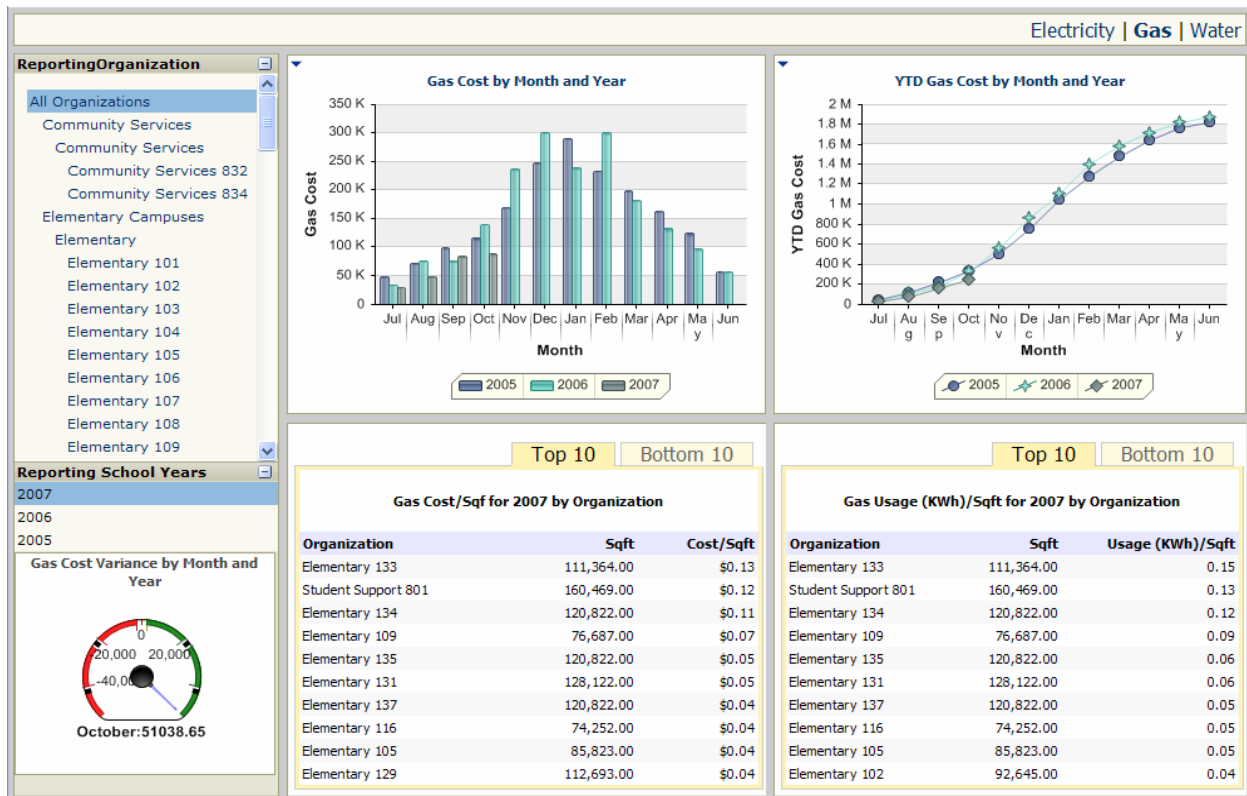 Electricity | Gas | Water
ReportingOrganization
All Organizations
Community Services
Community Services
Community Services 832
Community Services 834
Elementary Campuses
Elementary
Elementary 101
Elementary 102
Elementary 103
Elementary 104
Elementary 105
Elementary 106
Elementary 107
Elementary 108
Elementary 109
Reporting School Years
2007
2006
2005
Gas Cost Variance by Month and
Year
0
-20,000 20,000
-40,00
October:51038.65
Gas Cost by Month and Year
350 K
300 K
250 K
200 K
150 K
100 K
50 K
0
Gas Cost
Jul Aug Sep Oct Nov Dec Jan Feb Mar Apr Ma Jun
y
Month
2005 2006 2007
YTD Gas Cost by Month and Year
2 M
1.8 M
1.6 M
1.4 M
1.2 M
1 M
800 K
600 K
400 K
200 K
0
YTD Gas Cost
Jul Au Se Oct No De Jan Feb Mar Apr Ma Jun
g p v c y
Month
2005 2006 2007
Top 10 Bottom 10
Gas Cost/Sqf for 2007 by Organization
Organization Sqft Cost/Sqft
Elementary 133 111,364.00 $0.13
Student Support 801 160,469.00 $0.12
Elementary 134 120,822.00 $0.11
Elementary 109 76,687.00 $0.07
Elementary 135 120,822.00 $0.05
Elementary 131 128,122.00 $0.05
Elementary 137 120,822.00 $0.04
Elementary 116 74,252.00 $0.04
Elementary 105 85,823.00 $0.04
Elementary 129 112,693.00 $0.04
Top 10 Bottom 10
Gas Usage (KWh)/Sqft for 2007 by Organization
Organization Sqft Usage (KWh)/Sqft
Elementary 133 111,364.00 0.15
Student Support 801 160,469.00 0.13
Elementary 134 120,822.00 0.12
Elementary 109 76,687.00 0.09
Elementary 135 120,822.00 0.06
Elementary 131 128,122.00 0.06
Elementary 137 120,822.00 0.05
Elementary 116 74,252.00 0.05
Elementary 105 85,823.00 0.05
Elementary 102 92,645.00 0.04